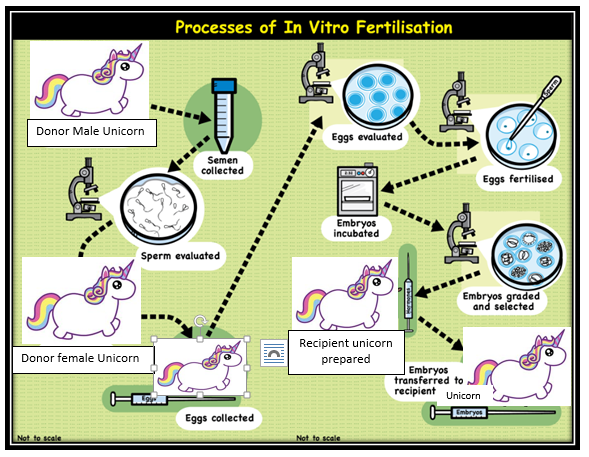 Processes of In Vitro Fertilisation
Donor Male Unicorn
Semen
collected
Sperm evaluated
Donor female Unicorn
Eggs collected
Eggs evaluated
Sperm
Eggs fertilised
Embryos
incubated
Embryos graded
and selected
Hormones
Recipient unicorn
prepared
Embryos
transferred to
recipient
Unicorn
Embryos
Not to scale
Not to scale